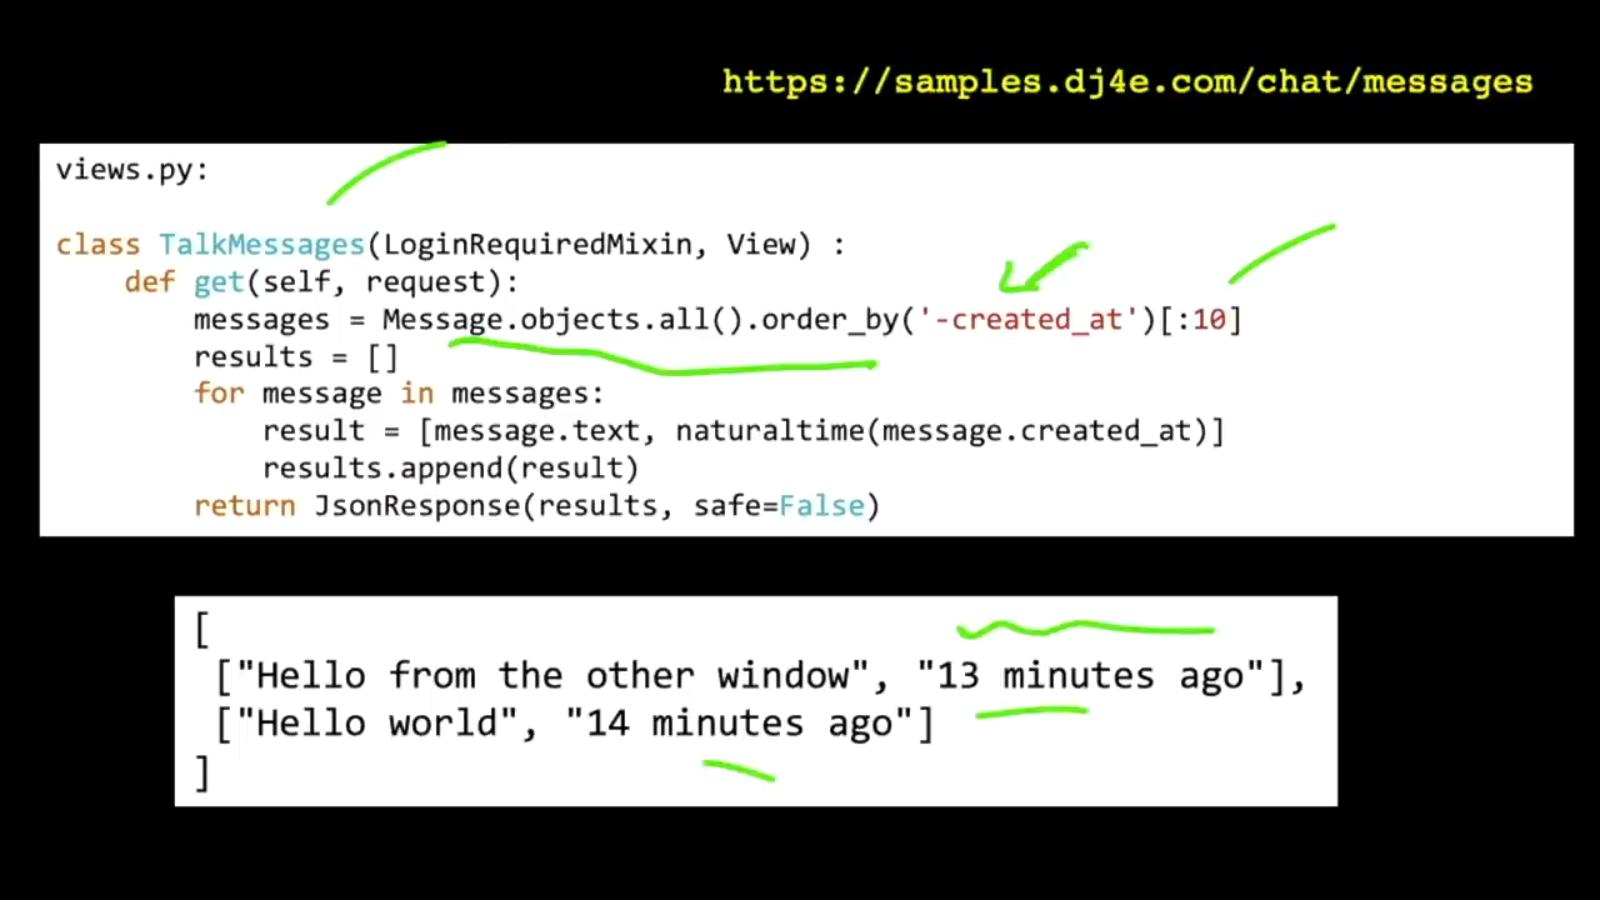 https://samples.dj4e.com/chat/messages
views.py:
class TalkMessages(LoginRequiredMixin, View) :
    def get(self, request):
        messages = Message.objects.all().order_by('-created_at')[:10]
        results = []
        for message in messages:
            result = [message.text, naturaltime(message.created_at)]
            results.append(result)
        return JsonResponse(results, safe=False)
[
 ["Hello from the other window", "13 minutes ago"],
 ["Hello world", "14 minutes ago"]
]